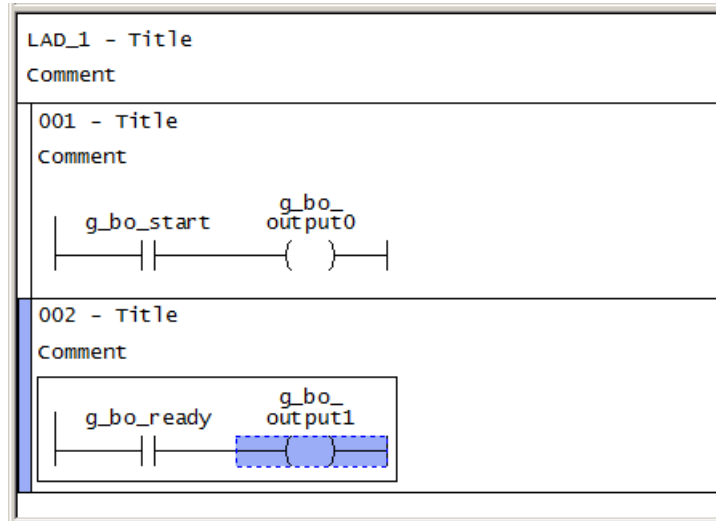 LAD_1 - Title
Comment
001 - Title
Comment
g_bo_start
g_bo_
output0
002 - Title
Comment
g_bo_ready
g_bo_
output1